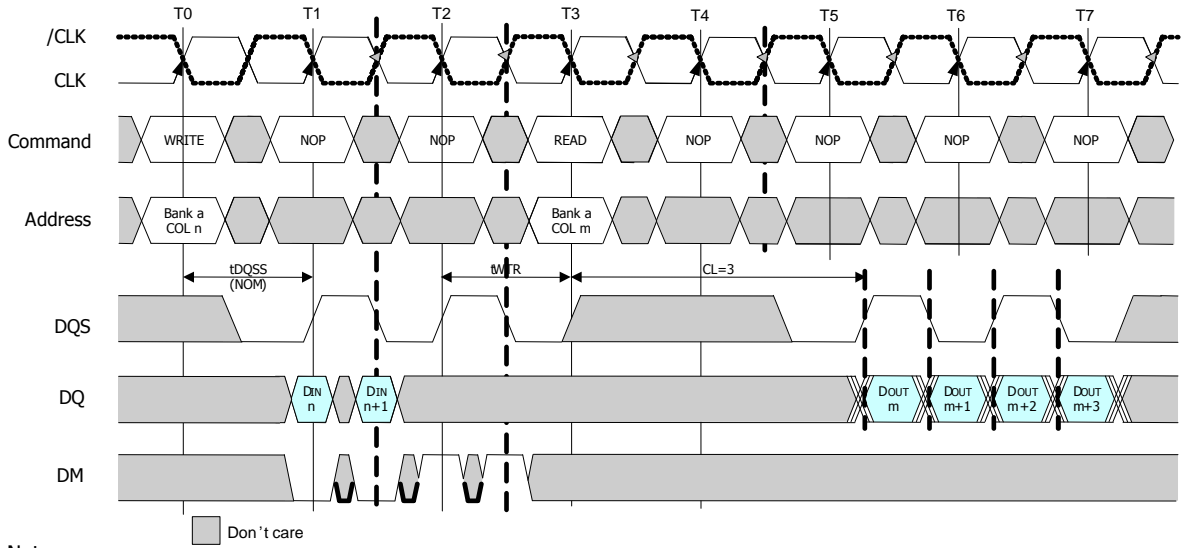 T0 T1 T2 T3 T4 T5 T6 T7
/CLK
CLK
Command WRITE NOP NOP READ NOP NOP NOP NOP
Address Bank a COL n Bank a COL m
tDQSS (NOM) tWTR CL=3
DQS
DQ DIN n DIN n+1 DOUT m DOUT m+1 DOUT m+2 DOUT m+3
DM
Don't care